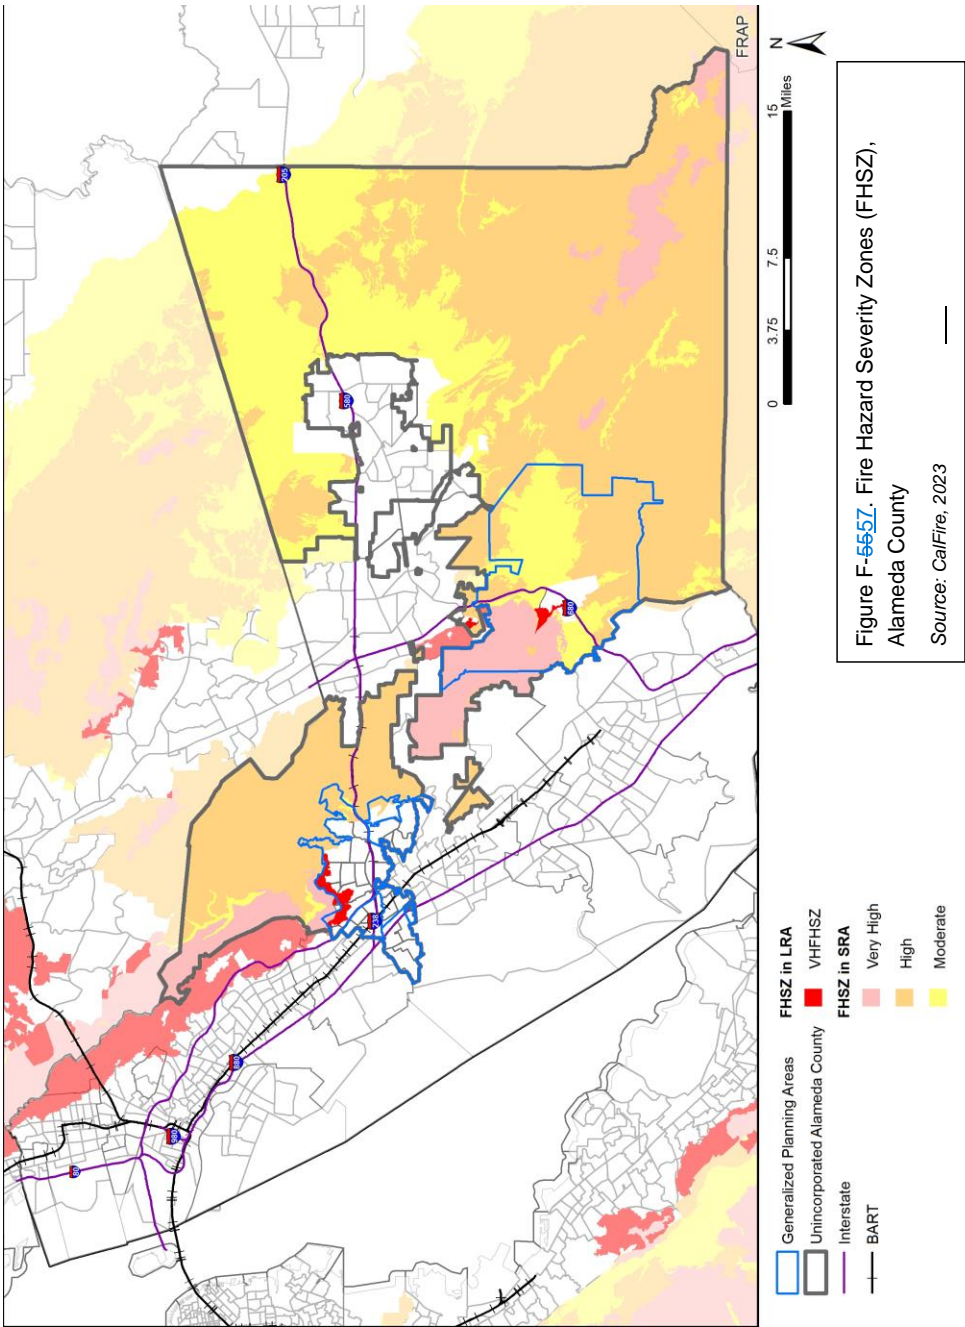 205
580
680
238
880
980
80
FRAP
N
0
3.75
7.5
15
Miles
Generalized Planning Areas
Unincorporated Alameda County
Interstate
BART
FHSZ in LRA
VHFHSZ
FHSZ in SRA
Very High
High
Moderate
Figure F-5557. Fire Hazard Severity Zones (FHSZ),
Alameda County
Source: CalFire, 2023